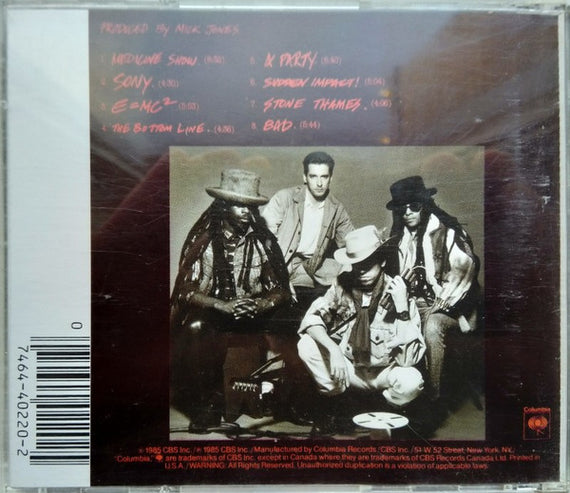 PRODUCED BY MICK JONES
1. MEDICINE SHOW. (6:30)
2. SONY. (4:30)
3. E=MC² (5:53)
4. THE BOTTOM LINE. (4:36)
5. A PARTY. (6:40)
6. SUDDEN IMPACT! (5:04)
7. STONE THAMES. (4:06)
8. BAD. (5:44)
0
7464-40220-2
Columbia
© 1985 CBS Inc. / ℗ 1985 CBS Inc. / Manufactured by Columbia Records / CBS Inc. / 51 W 52 Street, New York, N.Y.
"Columbia," are trademarks of CBS Inc. except in Canada where they are trademarks of CBS Records Canada Ltd. Printed in
U.S.A. / WARNING: All Rights Reserved. Unauthorized duplication is a violation of applicable laws.